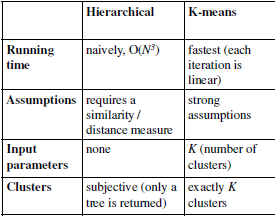 Hierarchical K-means
Running naively, O(N³) fastest (each
time iteration is
linear)
Assumptions requires a strong
similarity / assumptions
distance measure
Input none K (number of
parameters clusters)
Clusters subjective (only a exactly K
tree is returned) clusters